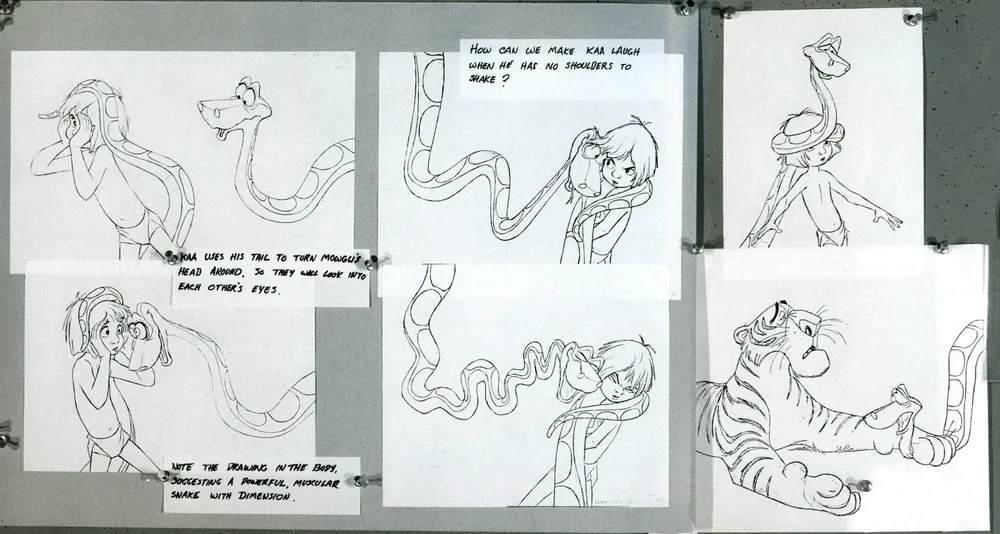 HOW CAN WE MAKE KAA LAUGH
WHEN HE HAS NO SHOULDERS TO
SHAKE?
KAA USES HIS TAIL TO TURN MOWGLI'S
HEAD AROUND, SO THEY WILL LOOK INTO
EACH OTHER'S EYES.
NOTE THE DRAWING IN THE BODY,
SUGGESTING A POWERFUL, MUSCULAR
SNAKE WITH DIMENSION.